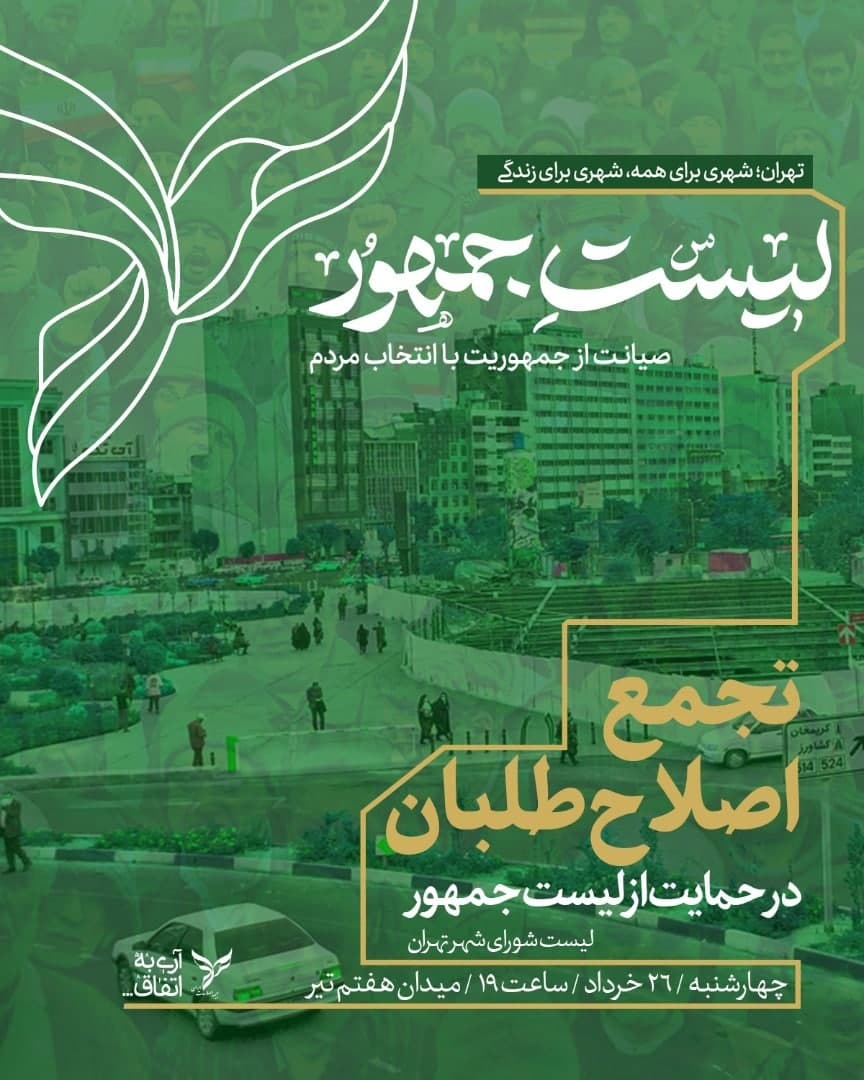 تهران؛ شهری برای همه، شهری برای زندگی
لیستِ جمهور
صیانت از جمهوریت با انتخاب مردم
تجمع
اصلاح‌طلبان
در حمایت از لیست جمهور
لیست شورای شهر تهران
چهارشنبه / ۲۶ خرداد / ساعت ۱۹ / میدان هفتم تیر
آری به
اتفاق...
کریمخان
کشاورز